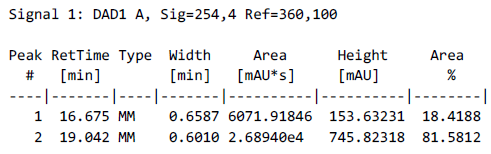 Signal 1: DAD1 A, Sig=254,4 Ref=360,100
Peak RetTime Type  Width     Area      Height     Area
  #   [min]        [min]   [mAU*s]     [mAU]        %
----|-------|----|-------|----------|----------|--------|
   1  16.675 MM    0.6587 6071.91846  153.63231  18.4188
   2  19.042 MM    0.6010 2.68940e4   745.82318  81.5812